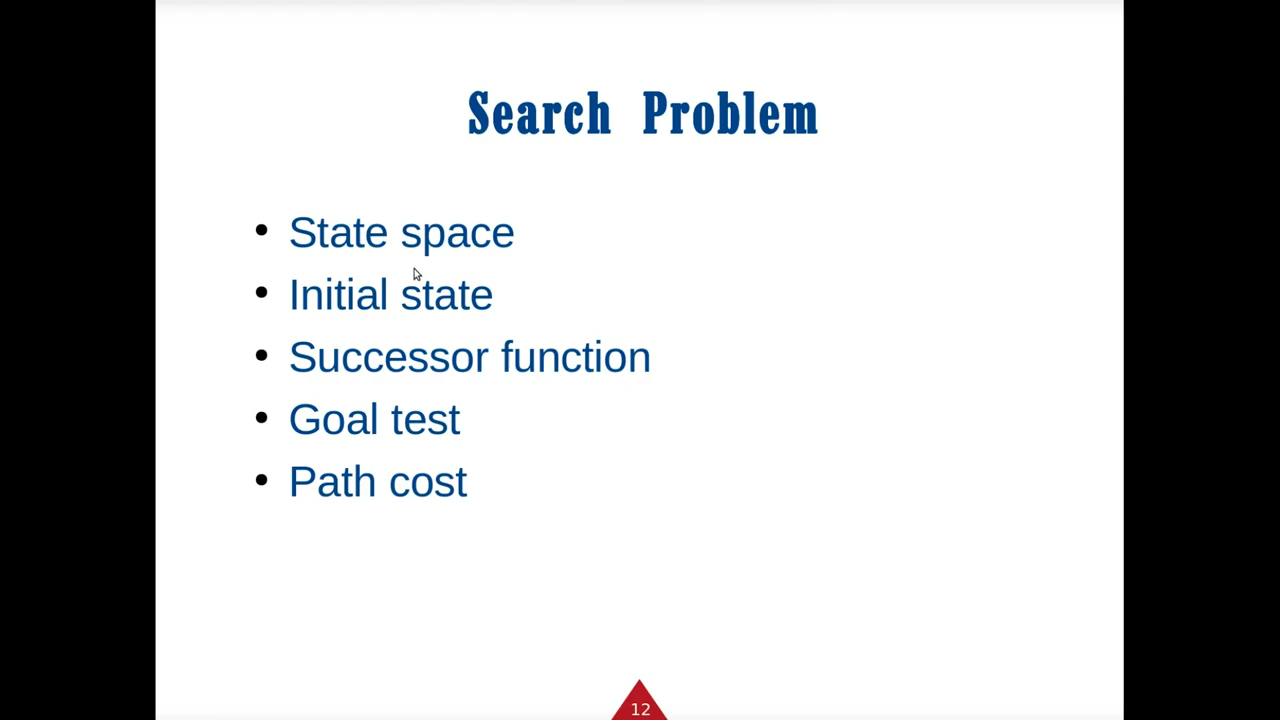 Search Problem
• State space
• Initial state
• Successor function
• Goal test
• Path cost
12